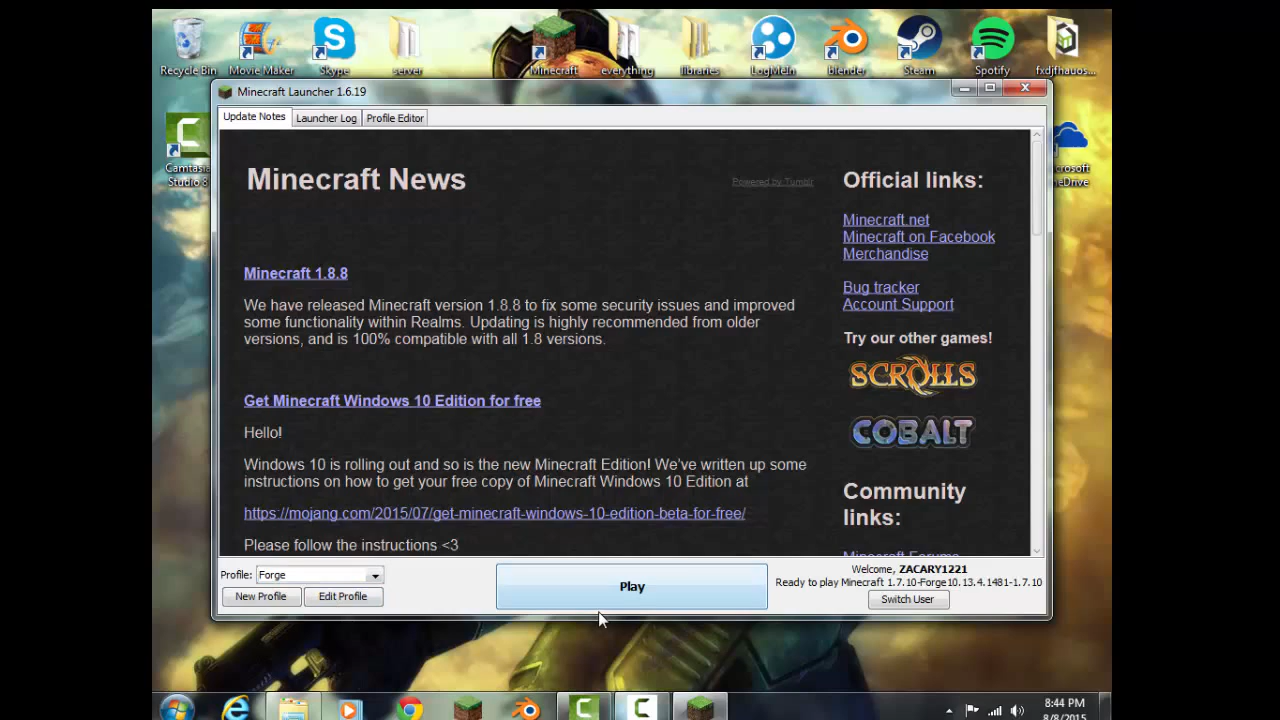 Recycle Bin
Movie Maker
Skype
server
Minecraft
everything
libraries
LogMeIn
Blender
Steam
Spotify
fxdjfhauos...
Camtasia
Studio 8
Minecraft Launcher 1.6.19
Update Notes
Launcher Log
Profile Editor
Minecraft News
Powered by Tumblr
Official links:
Minecraft.net
Minecraft on Facebook
Merchandise
Bug tracker
Account Support
Try our other games!
SCROLLS
COBALT
Community
links:
Minecraft Forums
Minecraft 1.8.8
We have released Minecraft version 1.8.8 to fix some security issues and improved
some functionality within Realms. Updating is highly recommended from older
versions, and is 100% compatible with all 1.8 versions.
Get Minecraft Windows 10 Edition for free
Hello!
Windows 10 is rolling out and so is the new Minecraft Edition! We've written up some
instructions on how to get your free copy of Minecraft Windows 10 Edition at
https://mojang.com/2015/07/get-minecraft-windows-10-edition-beta-for-free/
Please follow the instructions <3
Profile: Forge
New Profile
Edit Profile
Play
Welcome, ZACARY1221
Ready to play Minecraft 1.7.10-Forge10.13.4.1481-1.7.10
Switch User
8:44 PM
8/8/2015